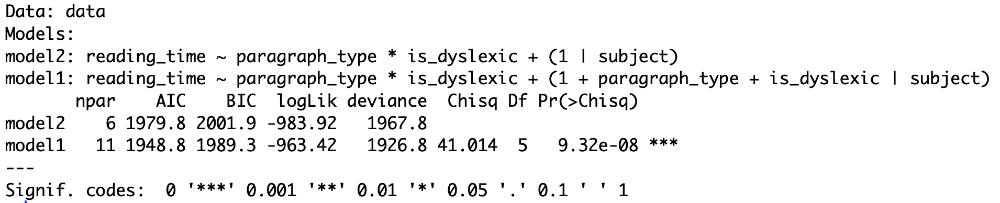 Data: data
Models:
model2: reading_time ~ paragraph_type * is_dyslexic + (1 | subject)
model1: reading_time ~ paragraph_type * is_dyslexic + (1 + paragraph_type + is_dyslexic | subject)
npar AIC BIC logLik deviance Chisq Df Pr(>Chisq)
model2 6 1979.8 2001.9 -983.92 1967.8
model1 11 1948.8 1989.3 -963.42 1926.8 41.014 5 9.32e-08 ***
---
Signif. codes: 0 '***' 0.001 '**' 0.01 '*' 0.05 '.' 0.1 ' ' 1